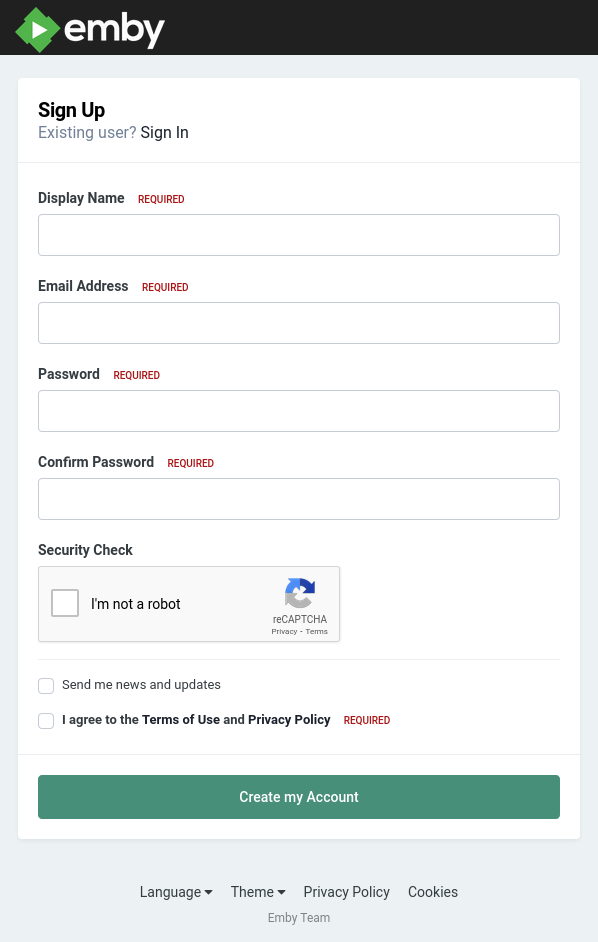 emby
Sign Up
Existing user? Sign In
Display Name REQUIRED
Email Address REQUIRED
Password REQUIRED
Confirm Password REQUIRED
Security Check
I'm not a robot
reCAPTCHA
Privacy - Terms
Send me news and updates
I agree to the Terms of Use and Privacy Policy REQUIRED
Create my Account
Language Theme Privacy Policy Cookies
Emby Team